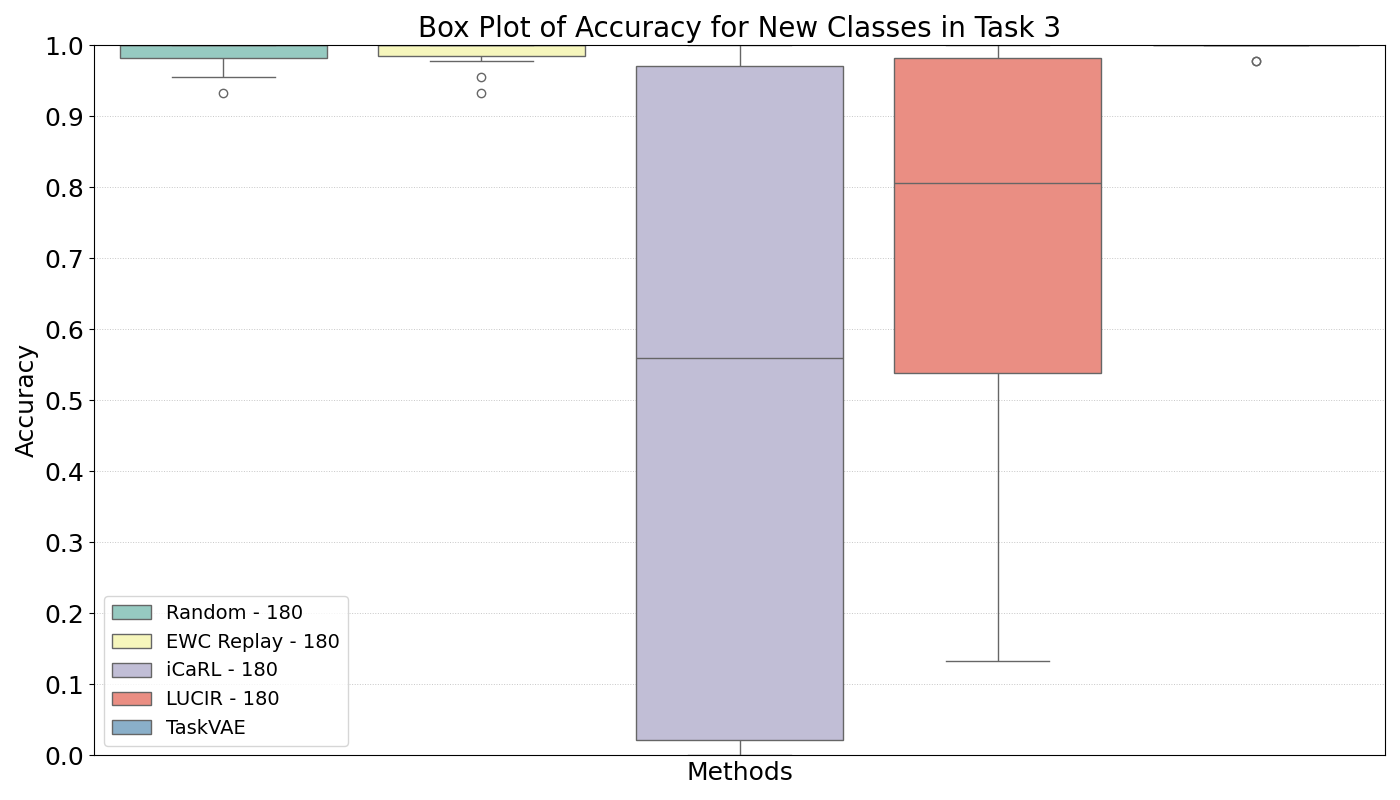 Box Plot of Accuracy for New Classes in Task 3
1.0
0.9
0.8
0.7
0.6
0.5
0.4
0.3
0.2
0.1
0.0
Accuracy
Random - 180
EWC Replay - 180
iCaRL - 180
LUCIR - 180
TaskVAE
Methods